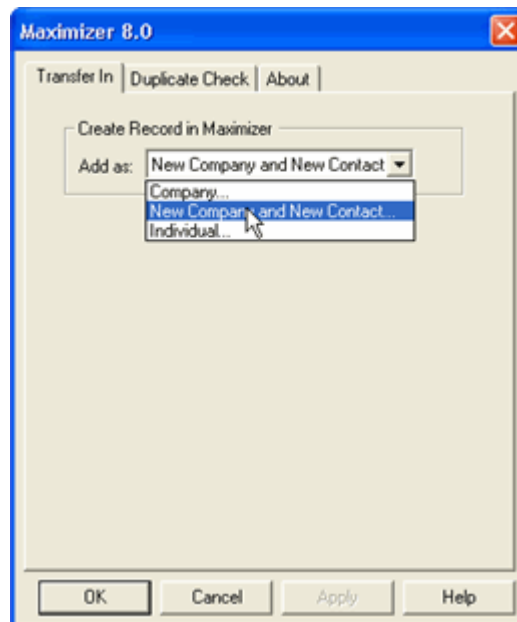 Maximizer 8.0
Transfer In Duplicate Check About
Create Record in Maximizer
Add as: New Company and New Contact
Company...
New Company and New Contact...
Individual...
OK Cancel Apply Help